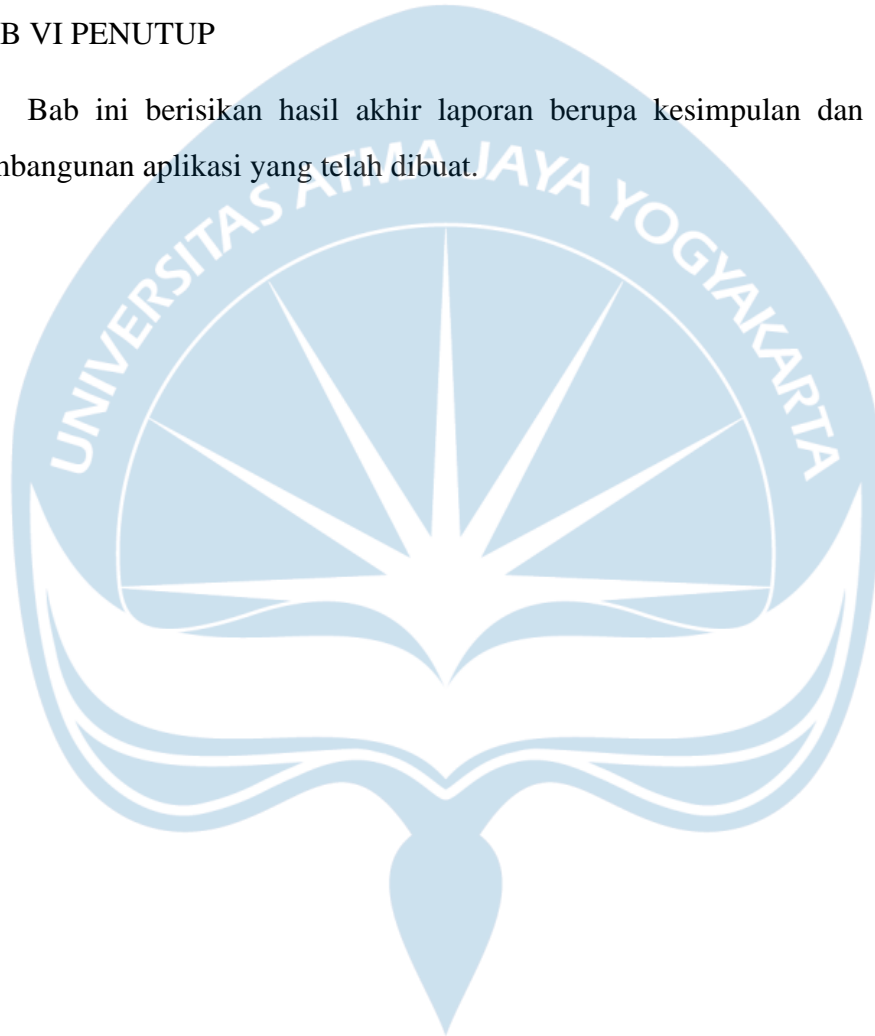 B VI PENUTUP
Bab ini berisikan hasil akhir laporan berupa kesimpulan dan
mbangunan aplikasi yang telah dibuat.
UNIVERSITAS ATMA JAYA YOGYAKARTA